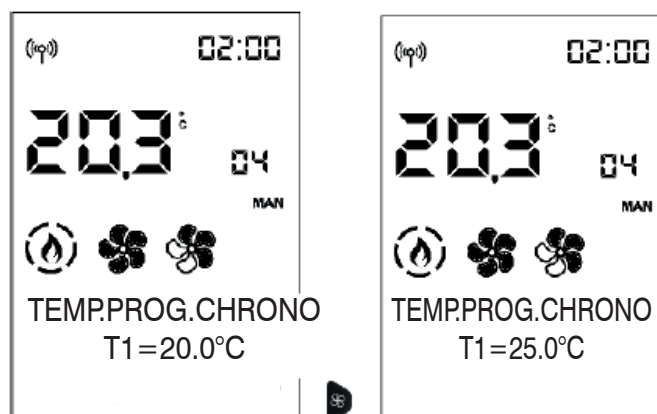 02:00
20,3 °C
04
MAN
TEMP.PROG.CHRONO
T1=20.0°C
02:00
20,3 °C
04
MAN
TEMP.PROG.CHRONO
T1=25.0°C